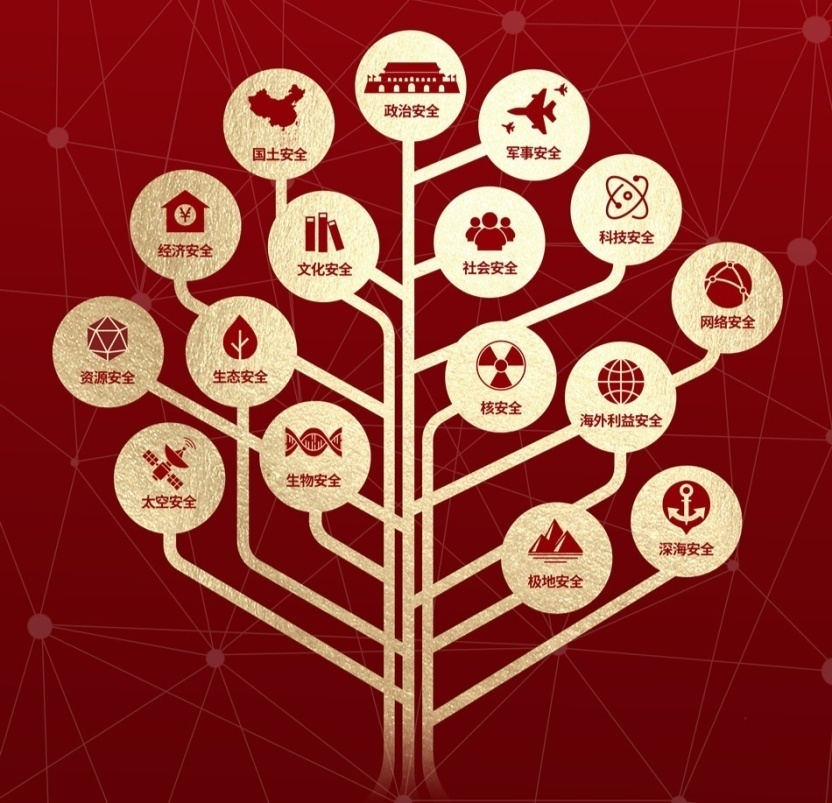 政治安全
国土安全
军事安全
科技安全
经济安全
文化安全
社会安全
网络安全
资源安全
生态安全
核安全
海外利益安全
生物安全
太空安全
深海安全
极地安全
¥